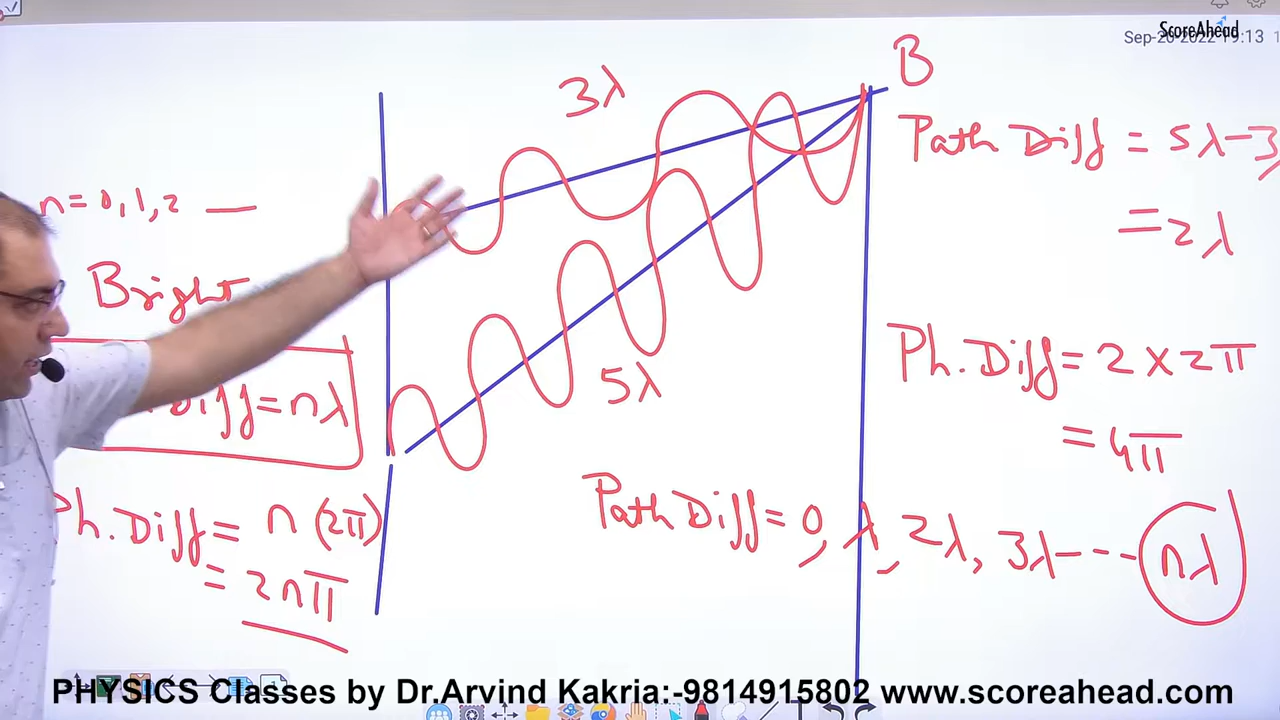 ScoreAhead
Sep-20-2022 19:13
B
3λ
Path Diff = 5λ-3
= 2λ
n = 0, 1, 2 —
Bright
Diff = nλ
5λ
Ph. Diff = 2 × 2π
= 4π
Ph. Diff = n (2π)
= 2nπ
Path Diff = 0, λ, 2λ, 3λ --- nλ
PHYSICS Classes by Dr.Arvind Kakria:-9814915802 www.scoreahead.com